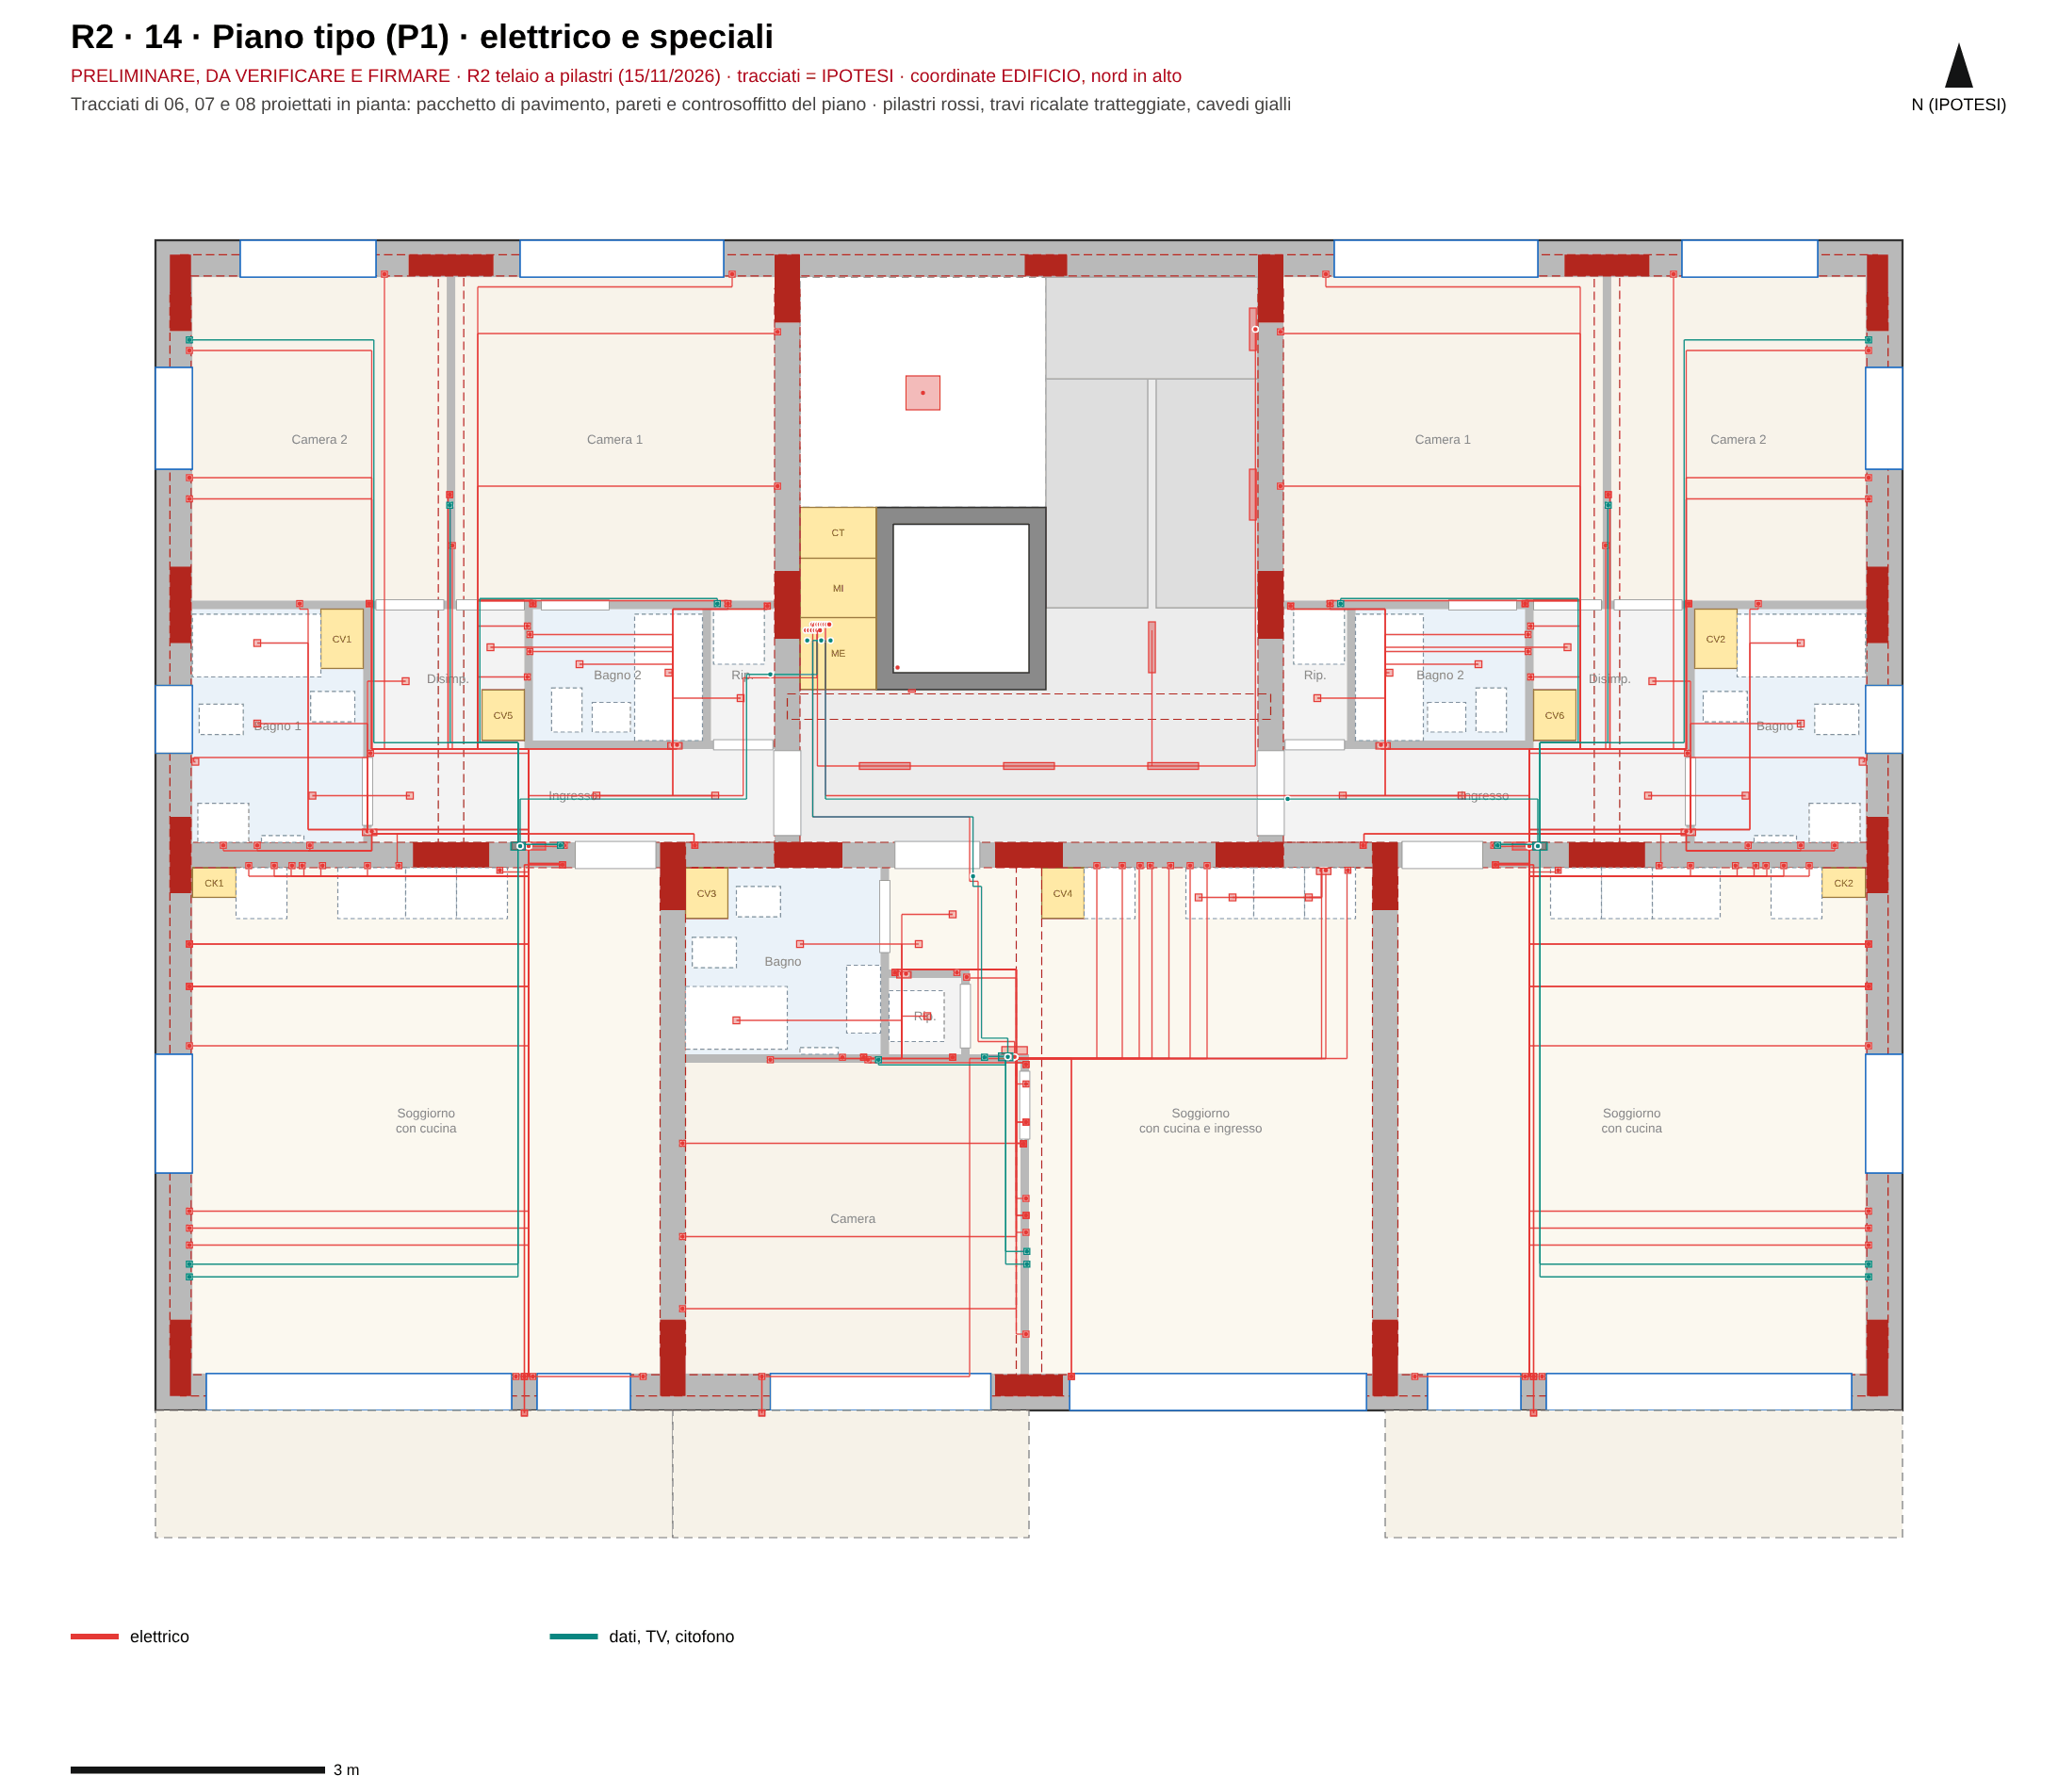 R2 · 14 · Piano tipo (P1) · elettrico e speciali
PRELIMINARE, DA VERIFICARE E FIRMARE · R2 telaio a pilastri (15/11/2026) · tracciati = IPOTESI · coordinate EDIFICIO, nord in alto
Tracciati di 06, 07 e 08 proiettati in pianta: pacchetto di pavimento, pareti e controsoffitto del piano · pilastri rossi, travi ricalate tratteggiate, cavedi gialli
N (IPOTESI)
Camera 2
Camera 1
Camera 1
Camera 2
CT
MI
ME
CV1
CV2
Disimp.
Bagno 2
Rip.
Rip.
Bagno 2
Disimp.
CV5
CV6
Bagno 1
Bagno 1
Ingresso
Ingresso
CK1
CV3
CV4
CK2
Bagno
Rip.
Soggiorno
con cucina
Soggiorno
con cucina e ingresso
Soggiorno
con cucina
Camera
elettrico
dati, TV, citofono
3 m